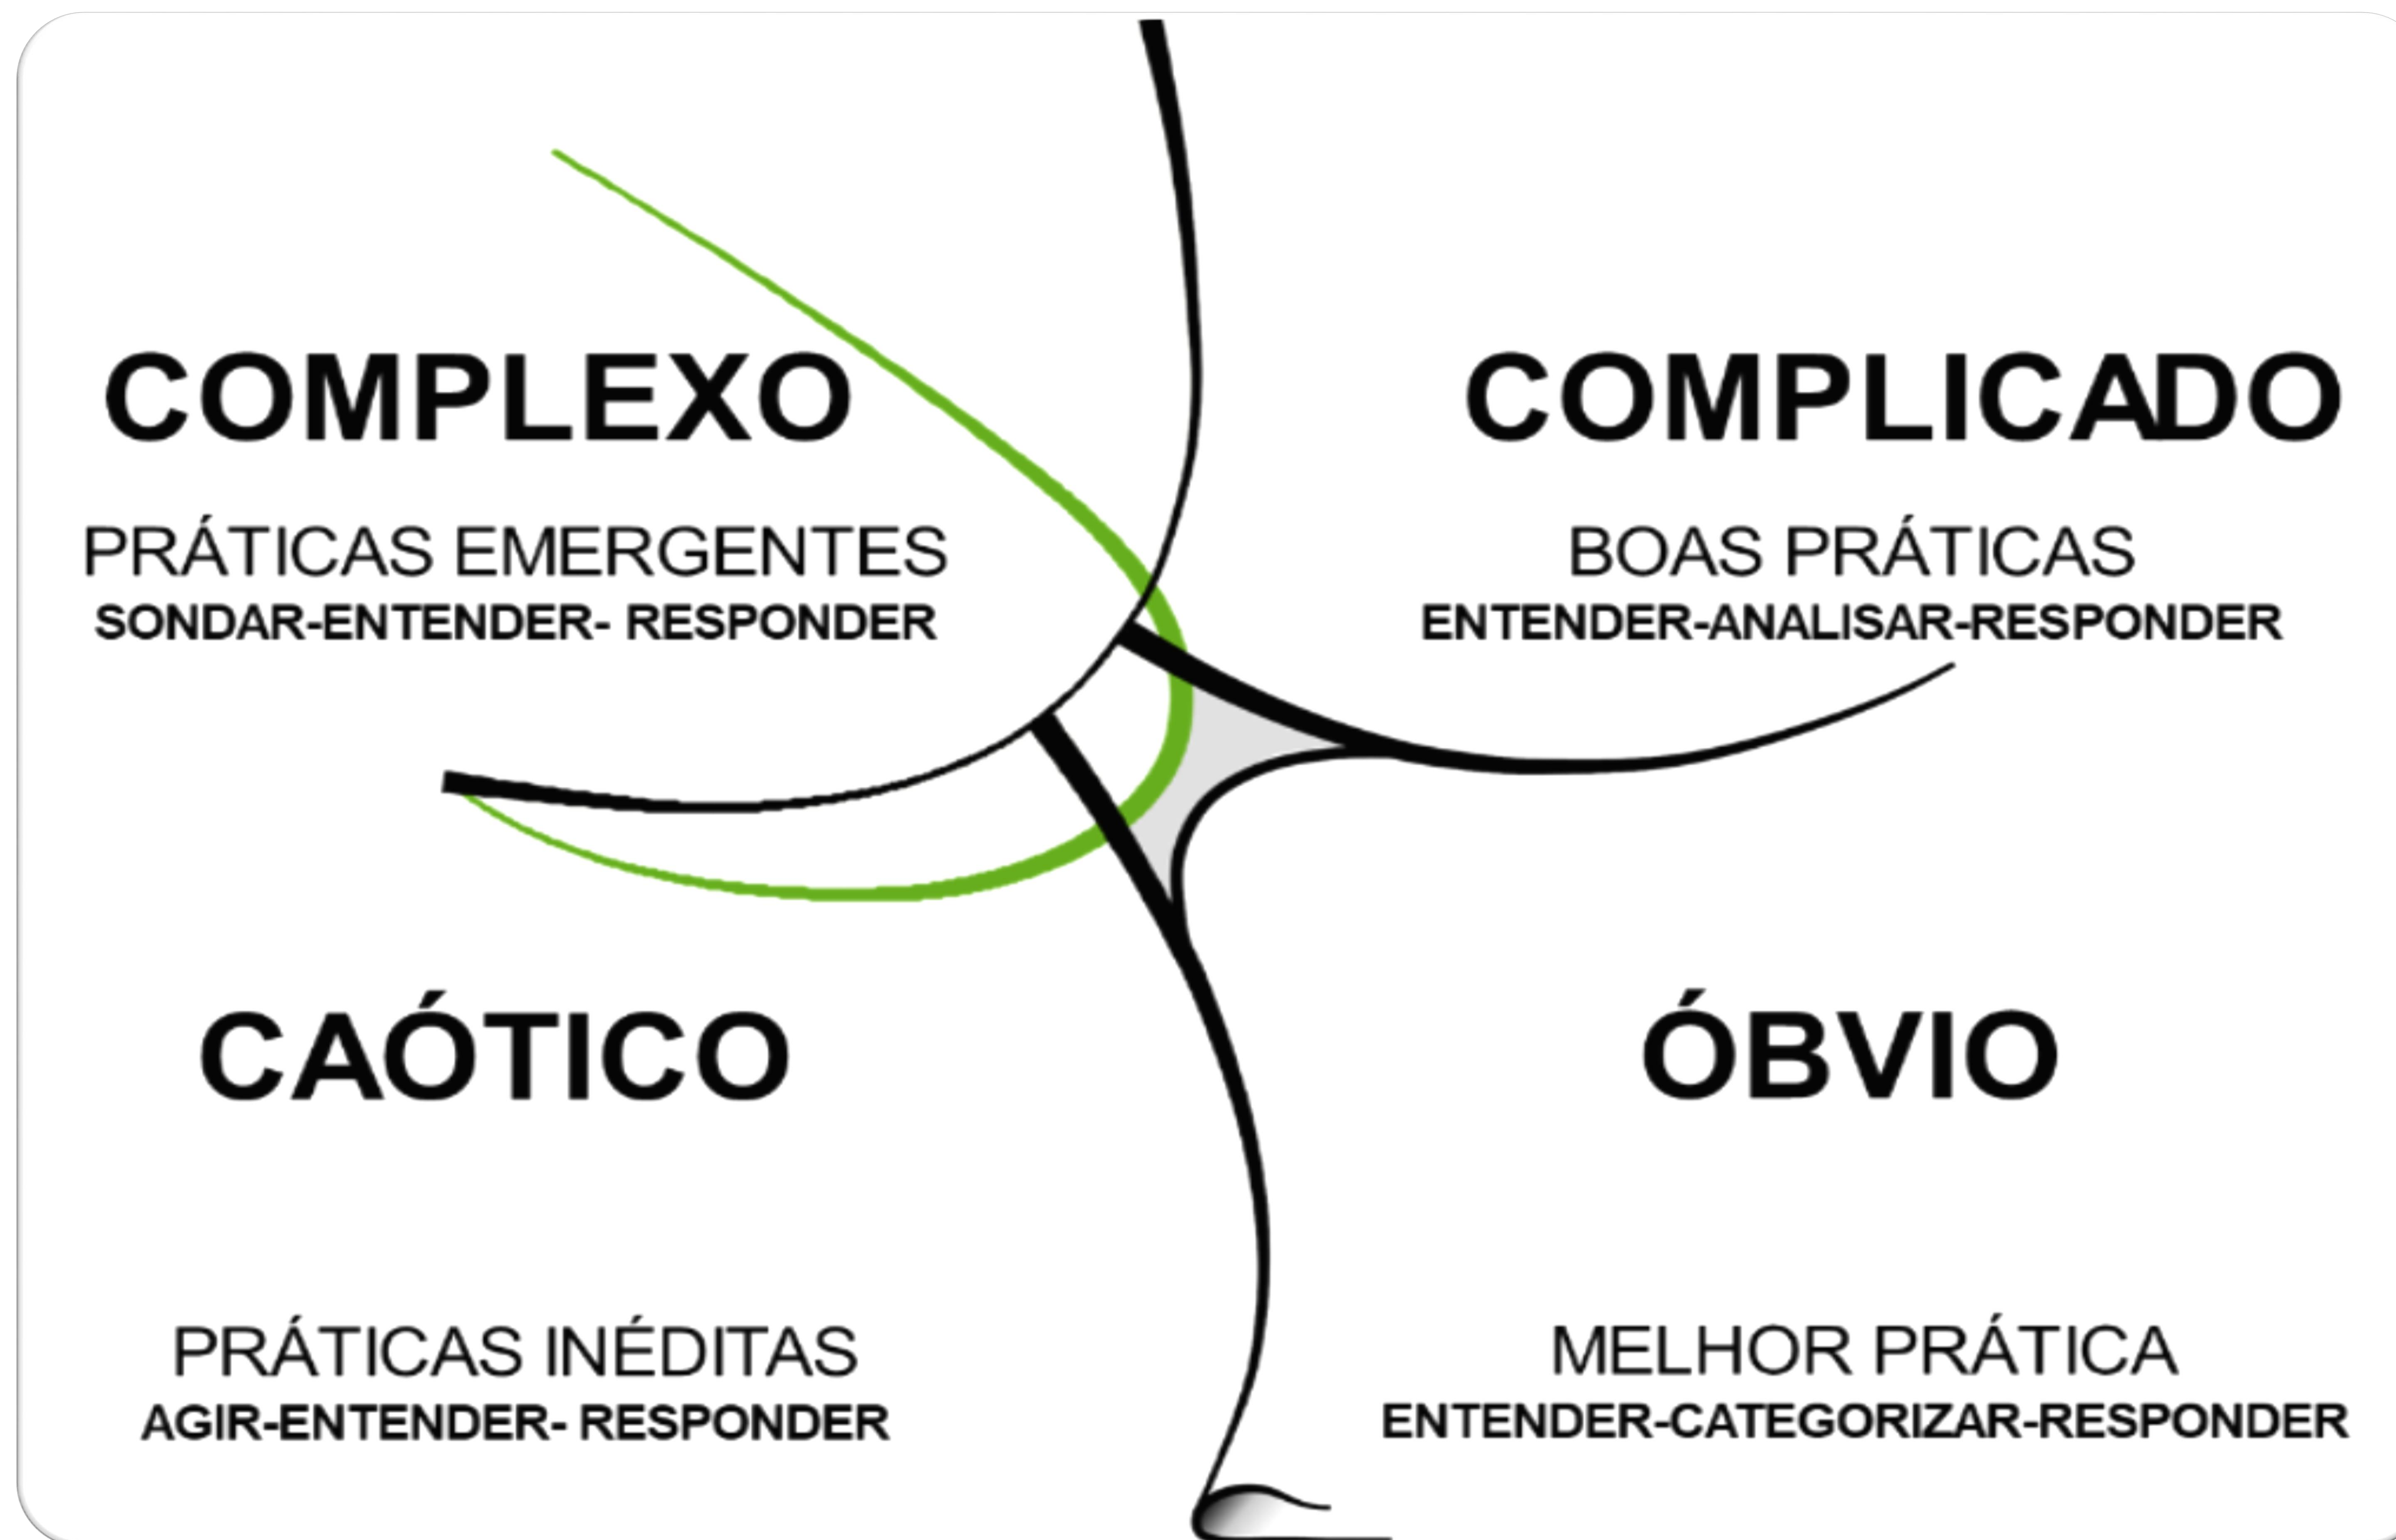 COMPLEXO
PRÁTICAS EMERGENTES
SONDAR-ENTENDER- RESPONDER
COMPLICADO
BOAS PRÁTICAS
ENTENDER-ANALISAR-RESPONDER
CAÓTICO
PRÁTICAS INÉDITAS
AGIR-ENTENDER- RESPONDER
ÓBVIO
MELHOR PRÁTICA
ENTENDER-CATEGORIZAR-RESPONDER